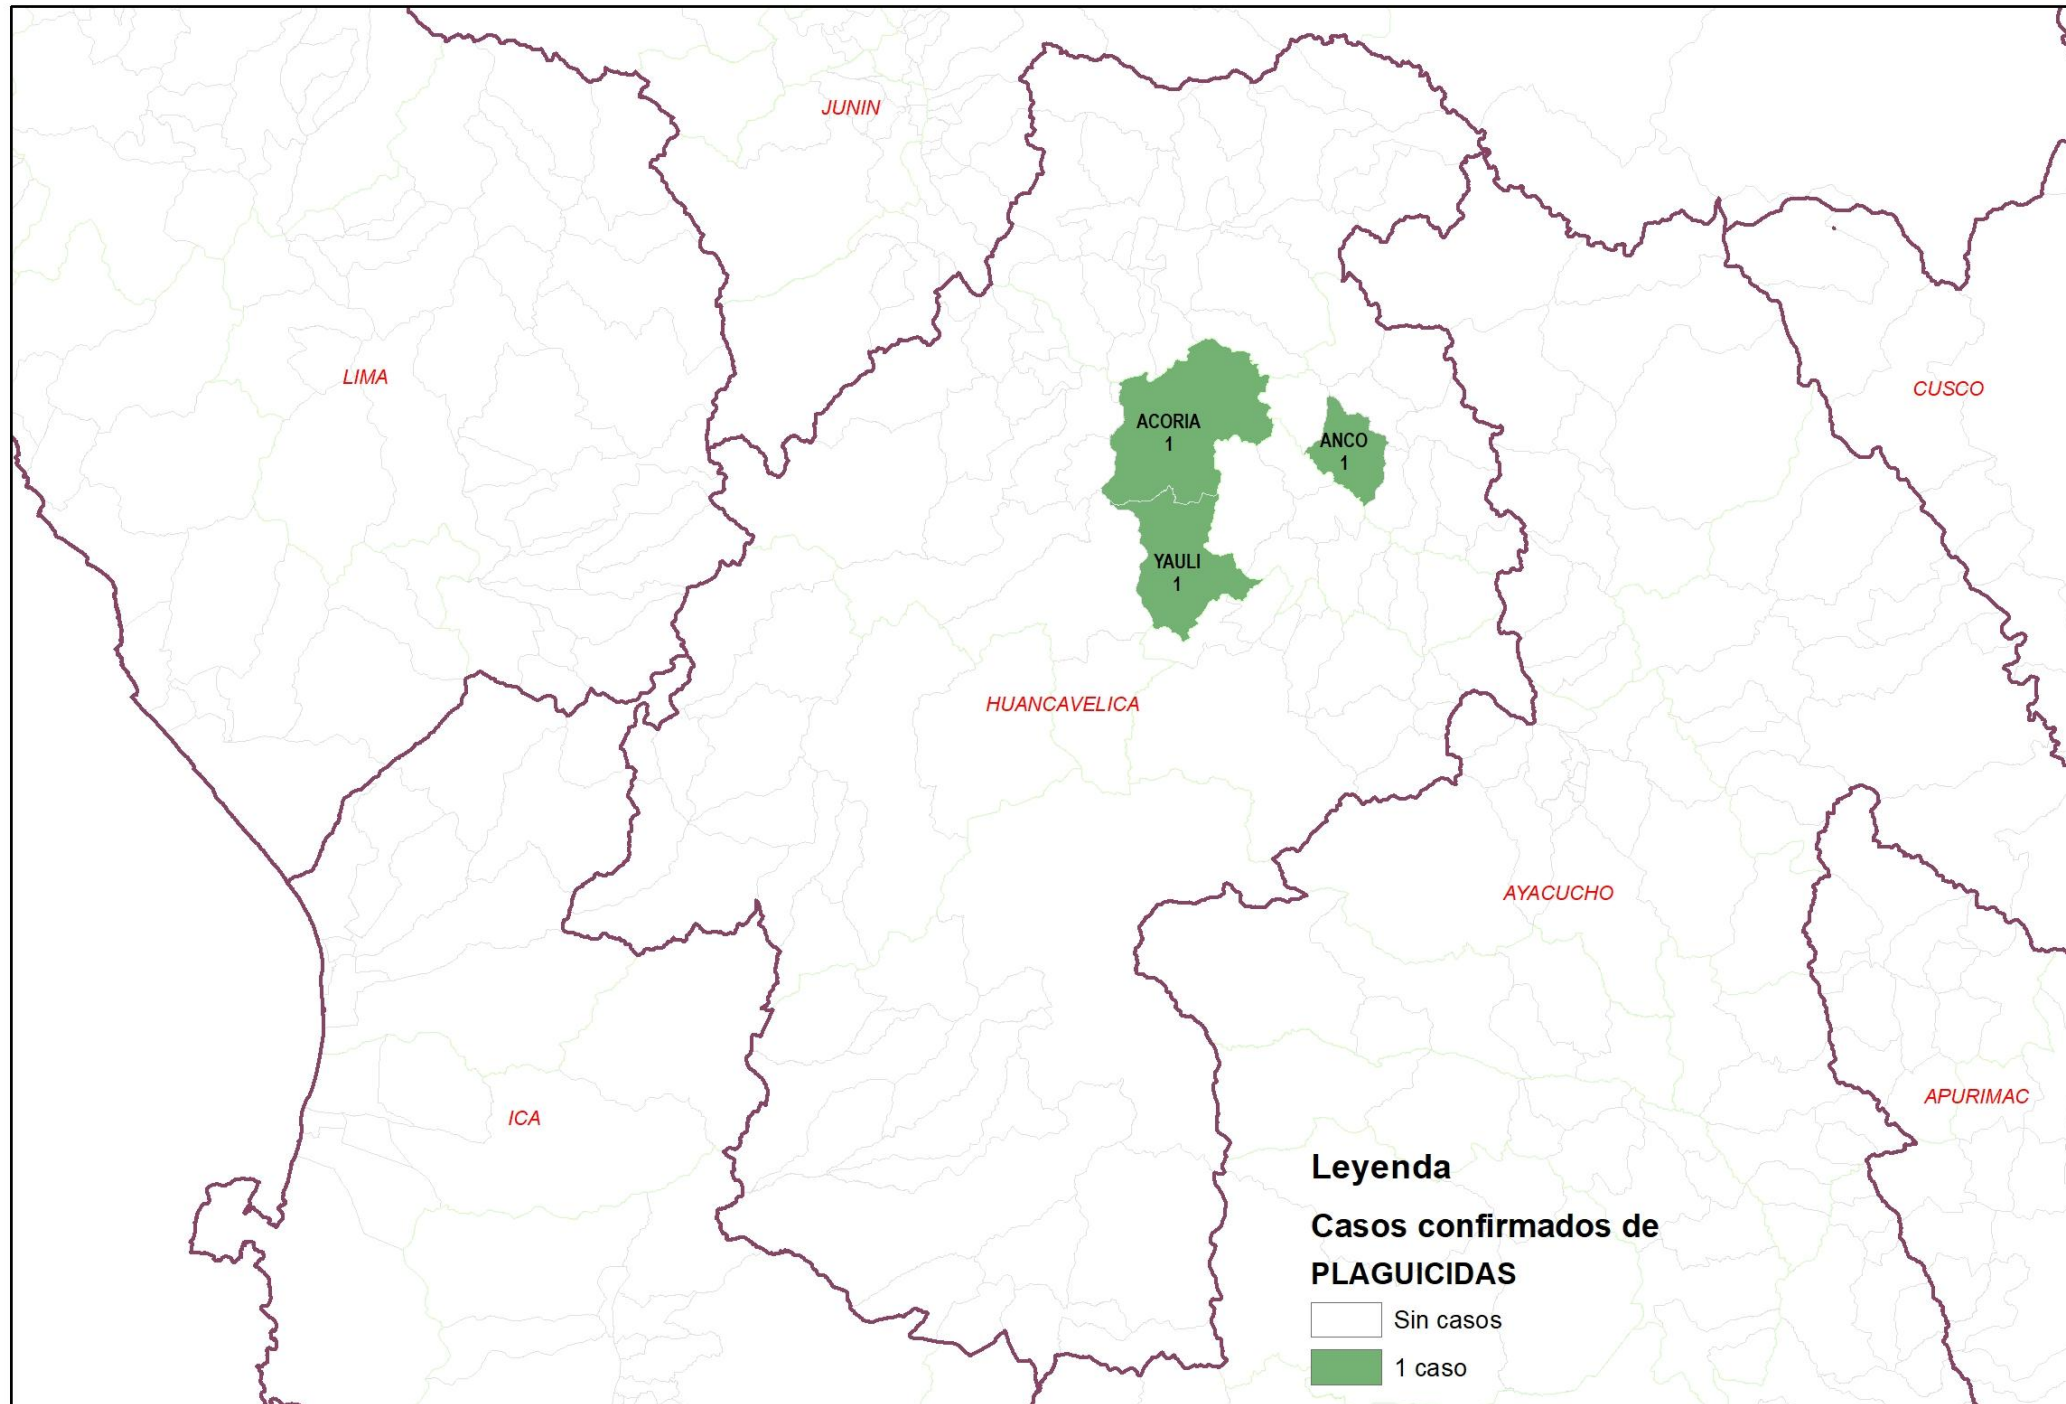 JUNIN
LIMA
CUSCO
ACORIA
1
ANCO
1
YAULI
1
HUANCAVELICA
AYACUCHO
APURIMAC
ICA
Leyenda
Casos confirmados de
PLAGUICIDAS
Sin casos
1 caso